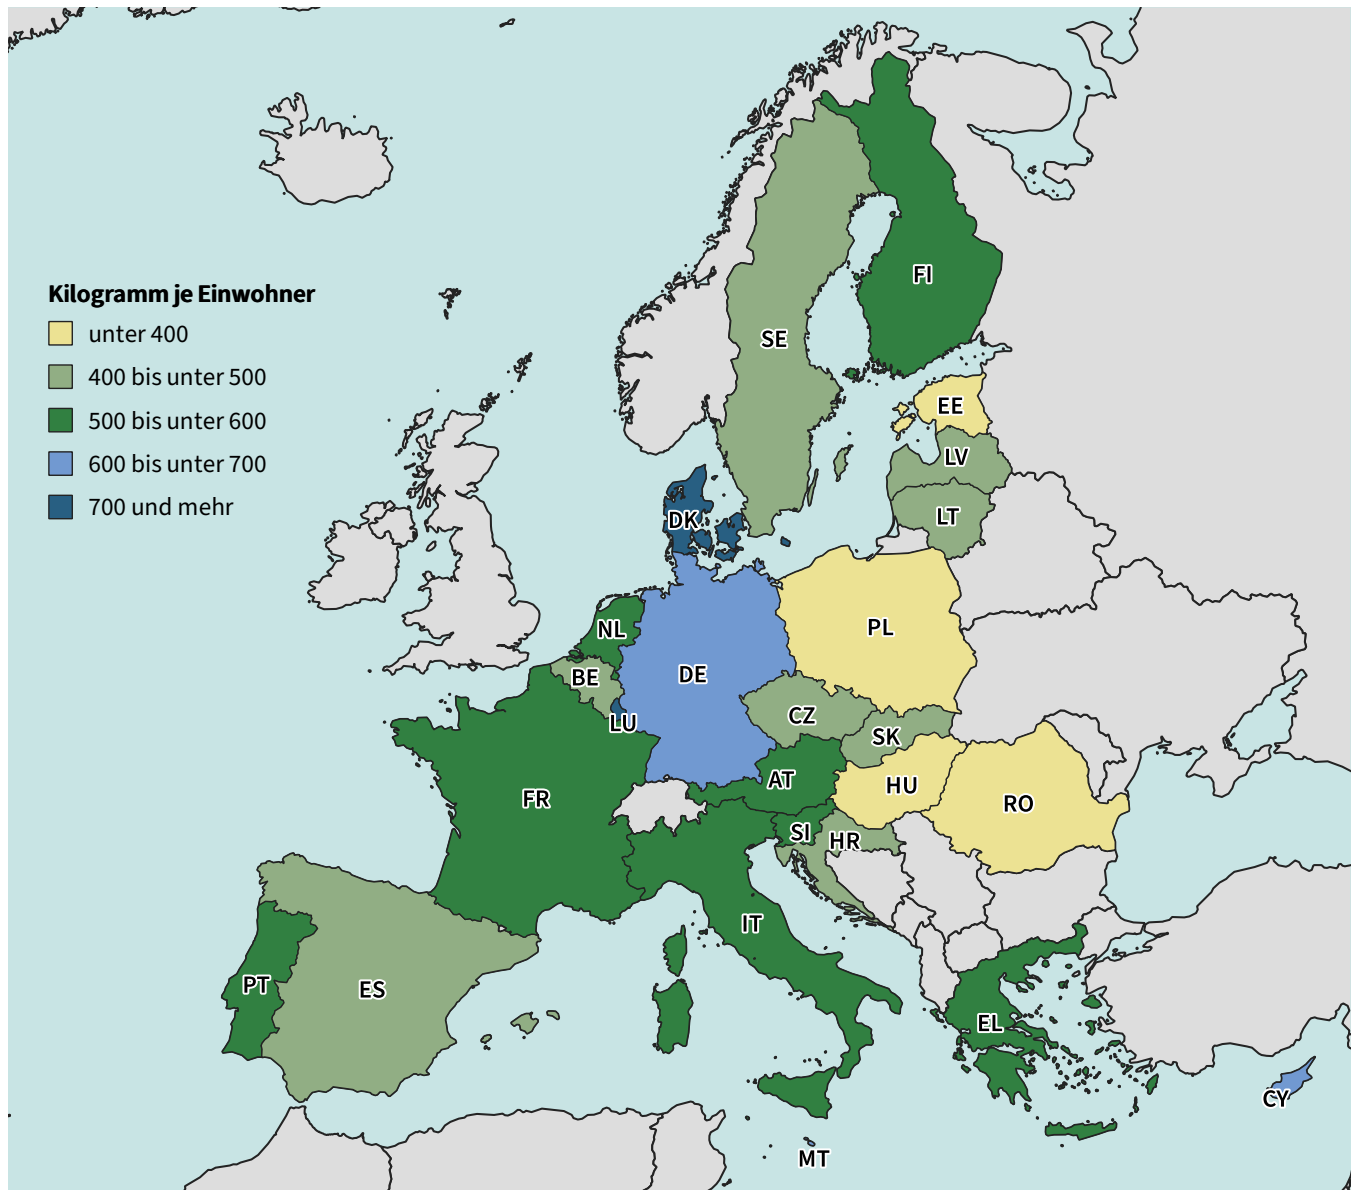 Kilogramm je Einwohner
unter 400
400 bis unter 500
500 bis unter 600
600 bis unter 700
700 und mehr
FI
SE
EE
LV
LT
DK
NL
PL
BE
DE
LU
CZ
SK
AT
HU
FR
RO
SI
HR
IT
PT
ES
EL
CY
MT